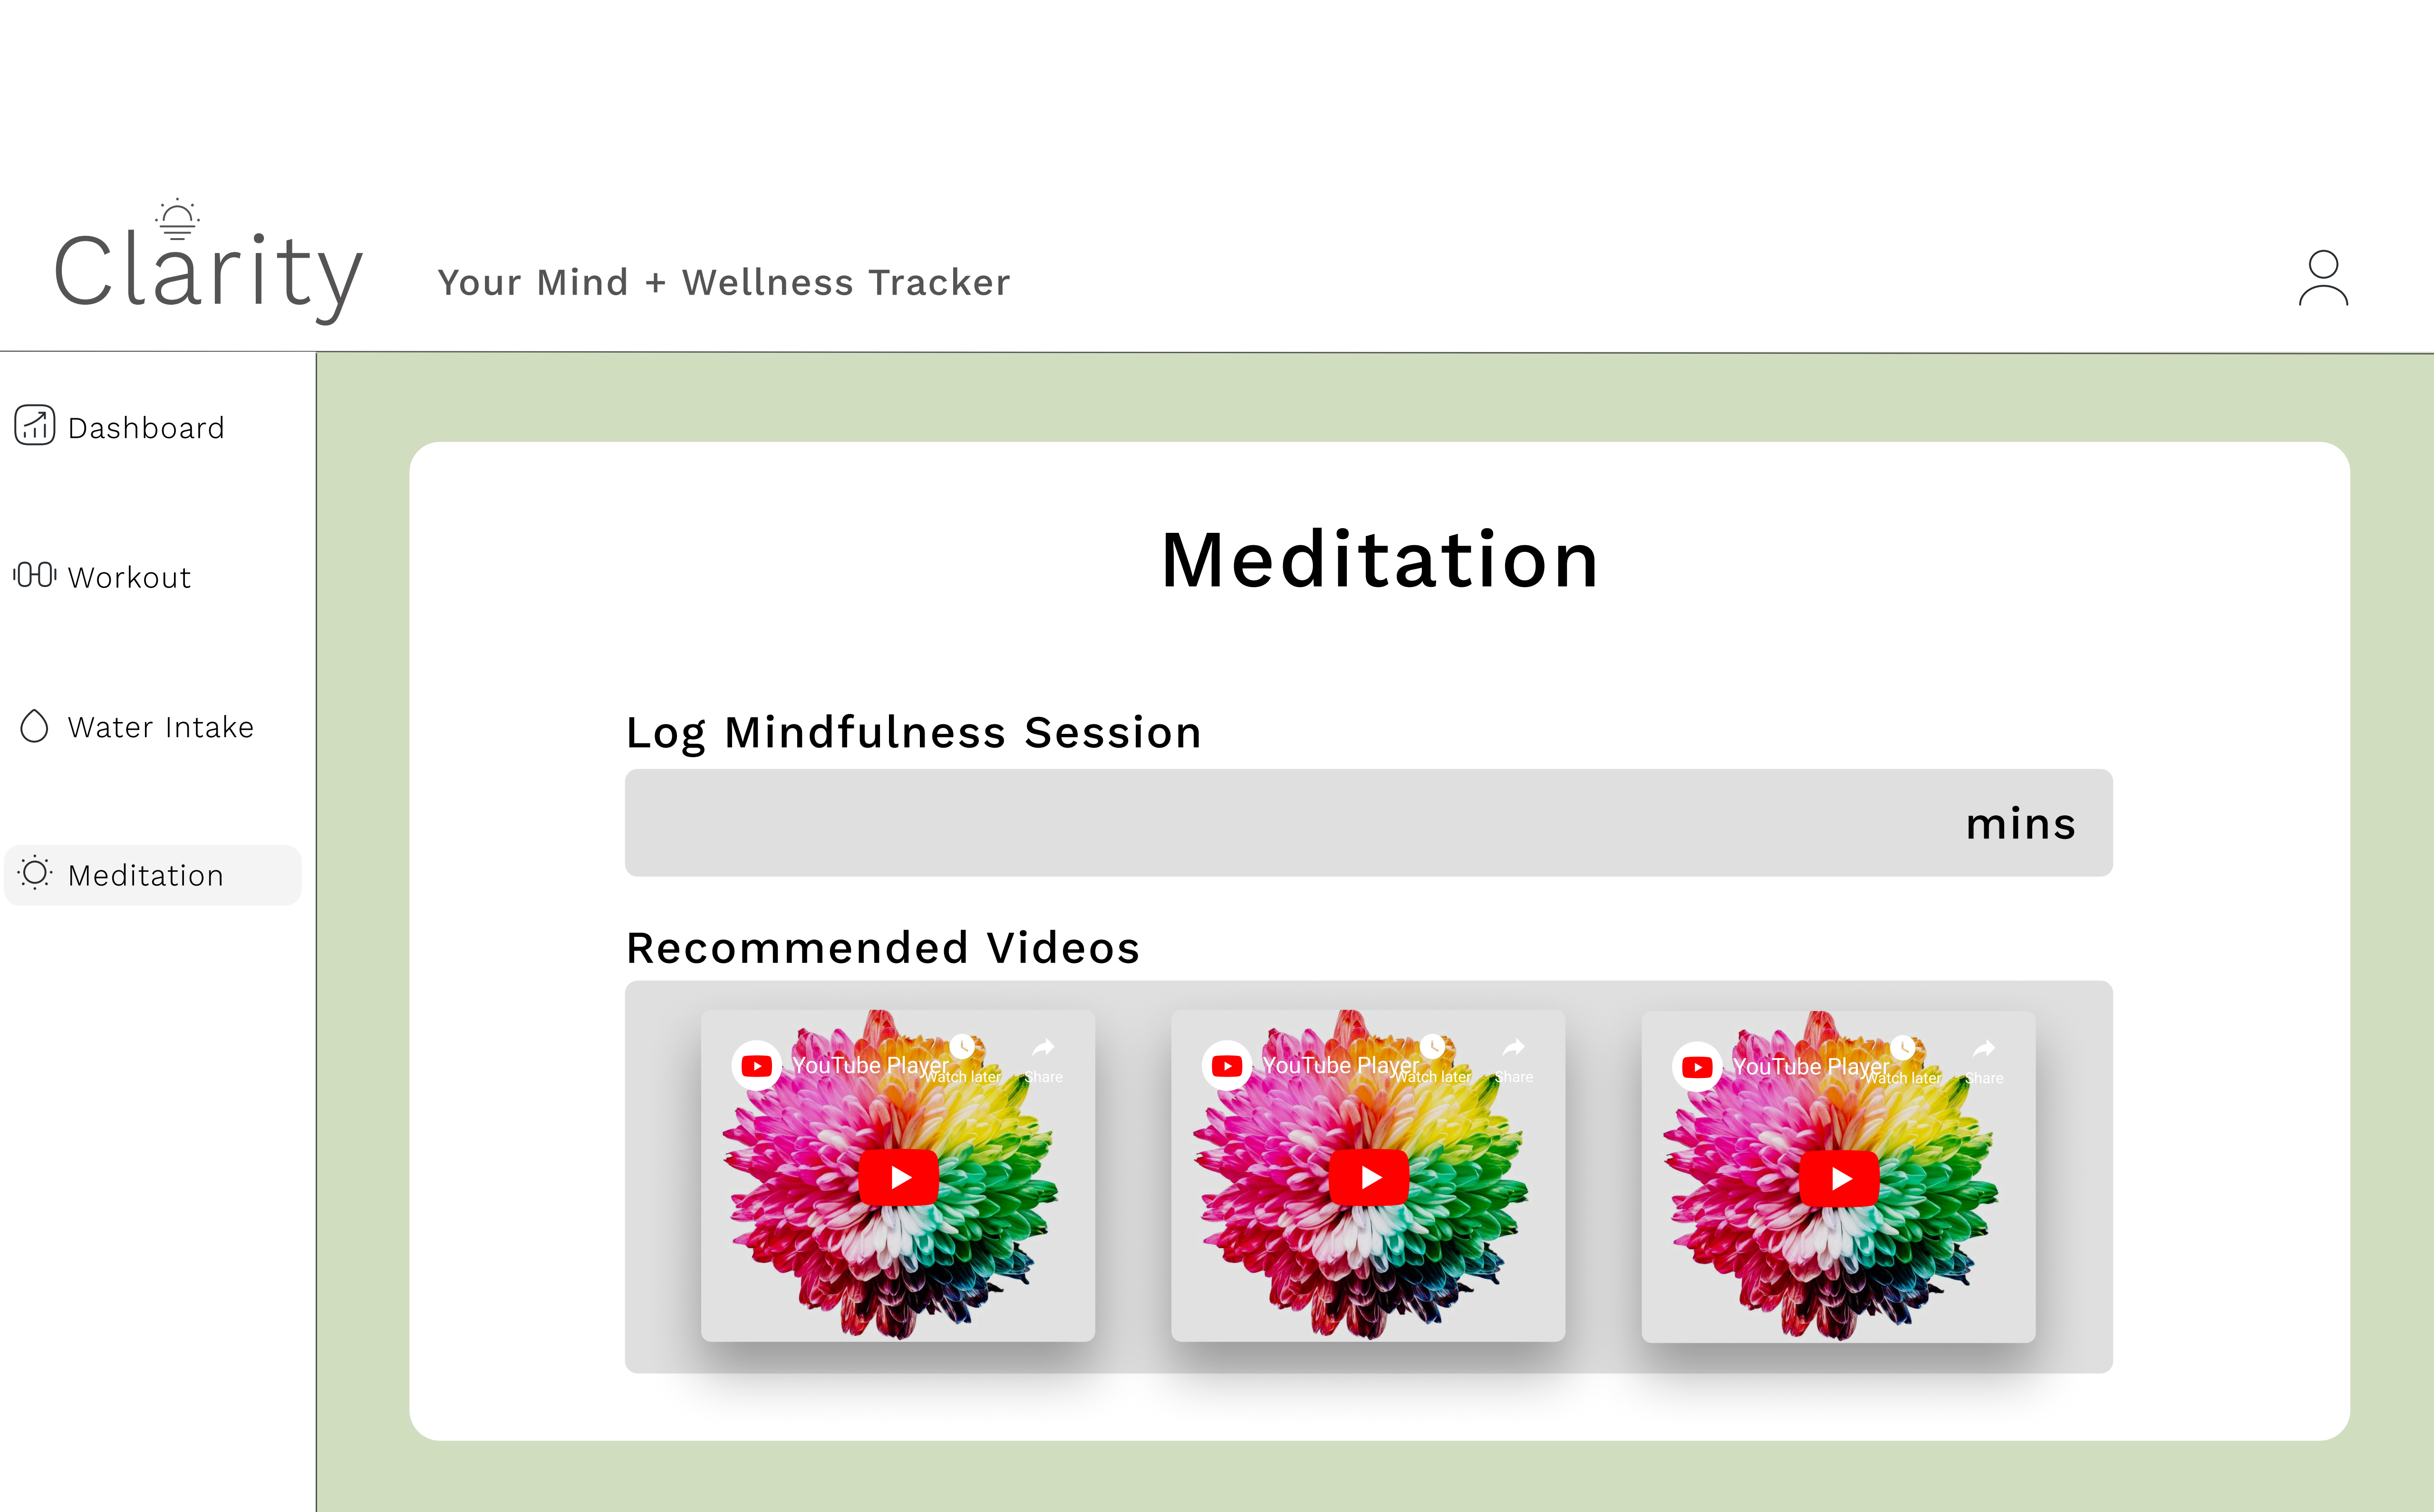 Clarity
Your Mind + Wellness Tracker
Dashboard
Workout
Water Intake
Meditation
Meditation
Log Mindfulness Session
mins
Recommended Videos
YouTube Player
Watch later
Share
YouTube Player
Watch later
Share
YouTube Player
Watch later
Share